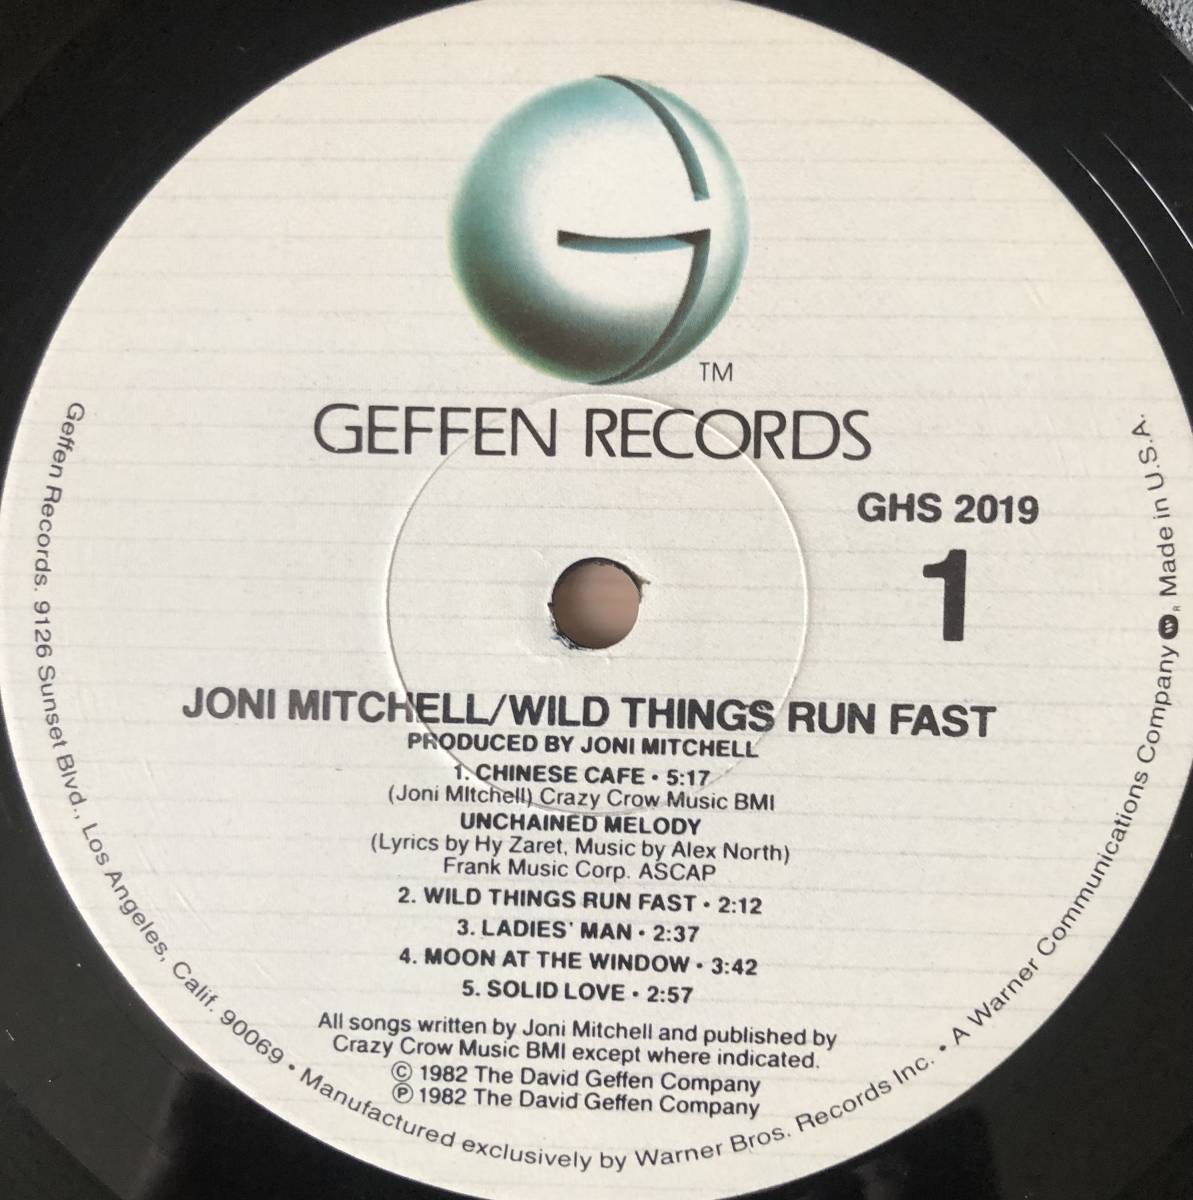 TM
GEFFEN RECORDS
GHS 2019
1
JONI MITCHELL/WILD THINGS RUN FAST
PRODUCED BY JONI MITCHELL
1. CHINESE CAFE • 5:17
(Joni MItchell) Crazy Crow Music BMI
UNCHAINED MELODY
(Lyrics by Hy Zaret, Music by Alex North)
Frank Music Corp. ASCAP
2. WILD THINGS RUN FAST • 2:12
3. LADIES' MAN • 2:37
4. MOON AT THE WINDOW • 3:42
5. SOLID LOVE • 2:57
All songs written by Joni Mitchell and published by
Crazy Crow Music BMI except where indicated.
© 1982 The David Geffen Company
℗ 1982 The David Geffen Company
Geffen Records. 9126 Sunset Blvd., Los Angeles, Calif. 90069 • Manufactured exclusively by Warner Bros. Records Inc. • A Warner Communications Company W R Made in U.S.A.